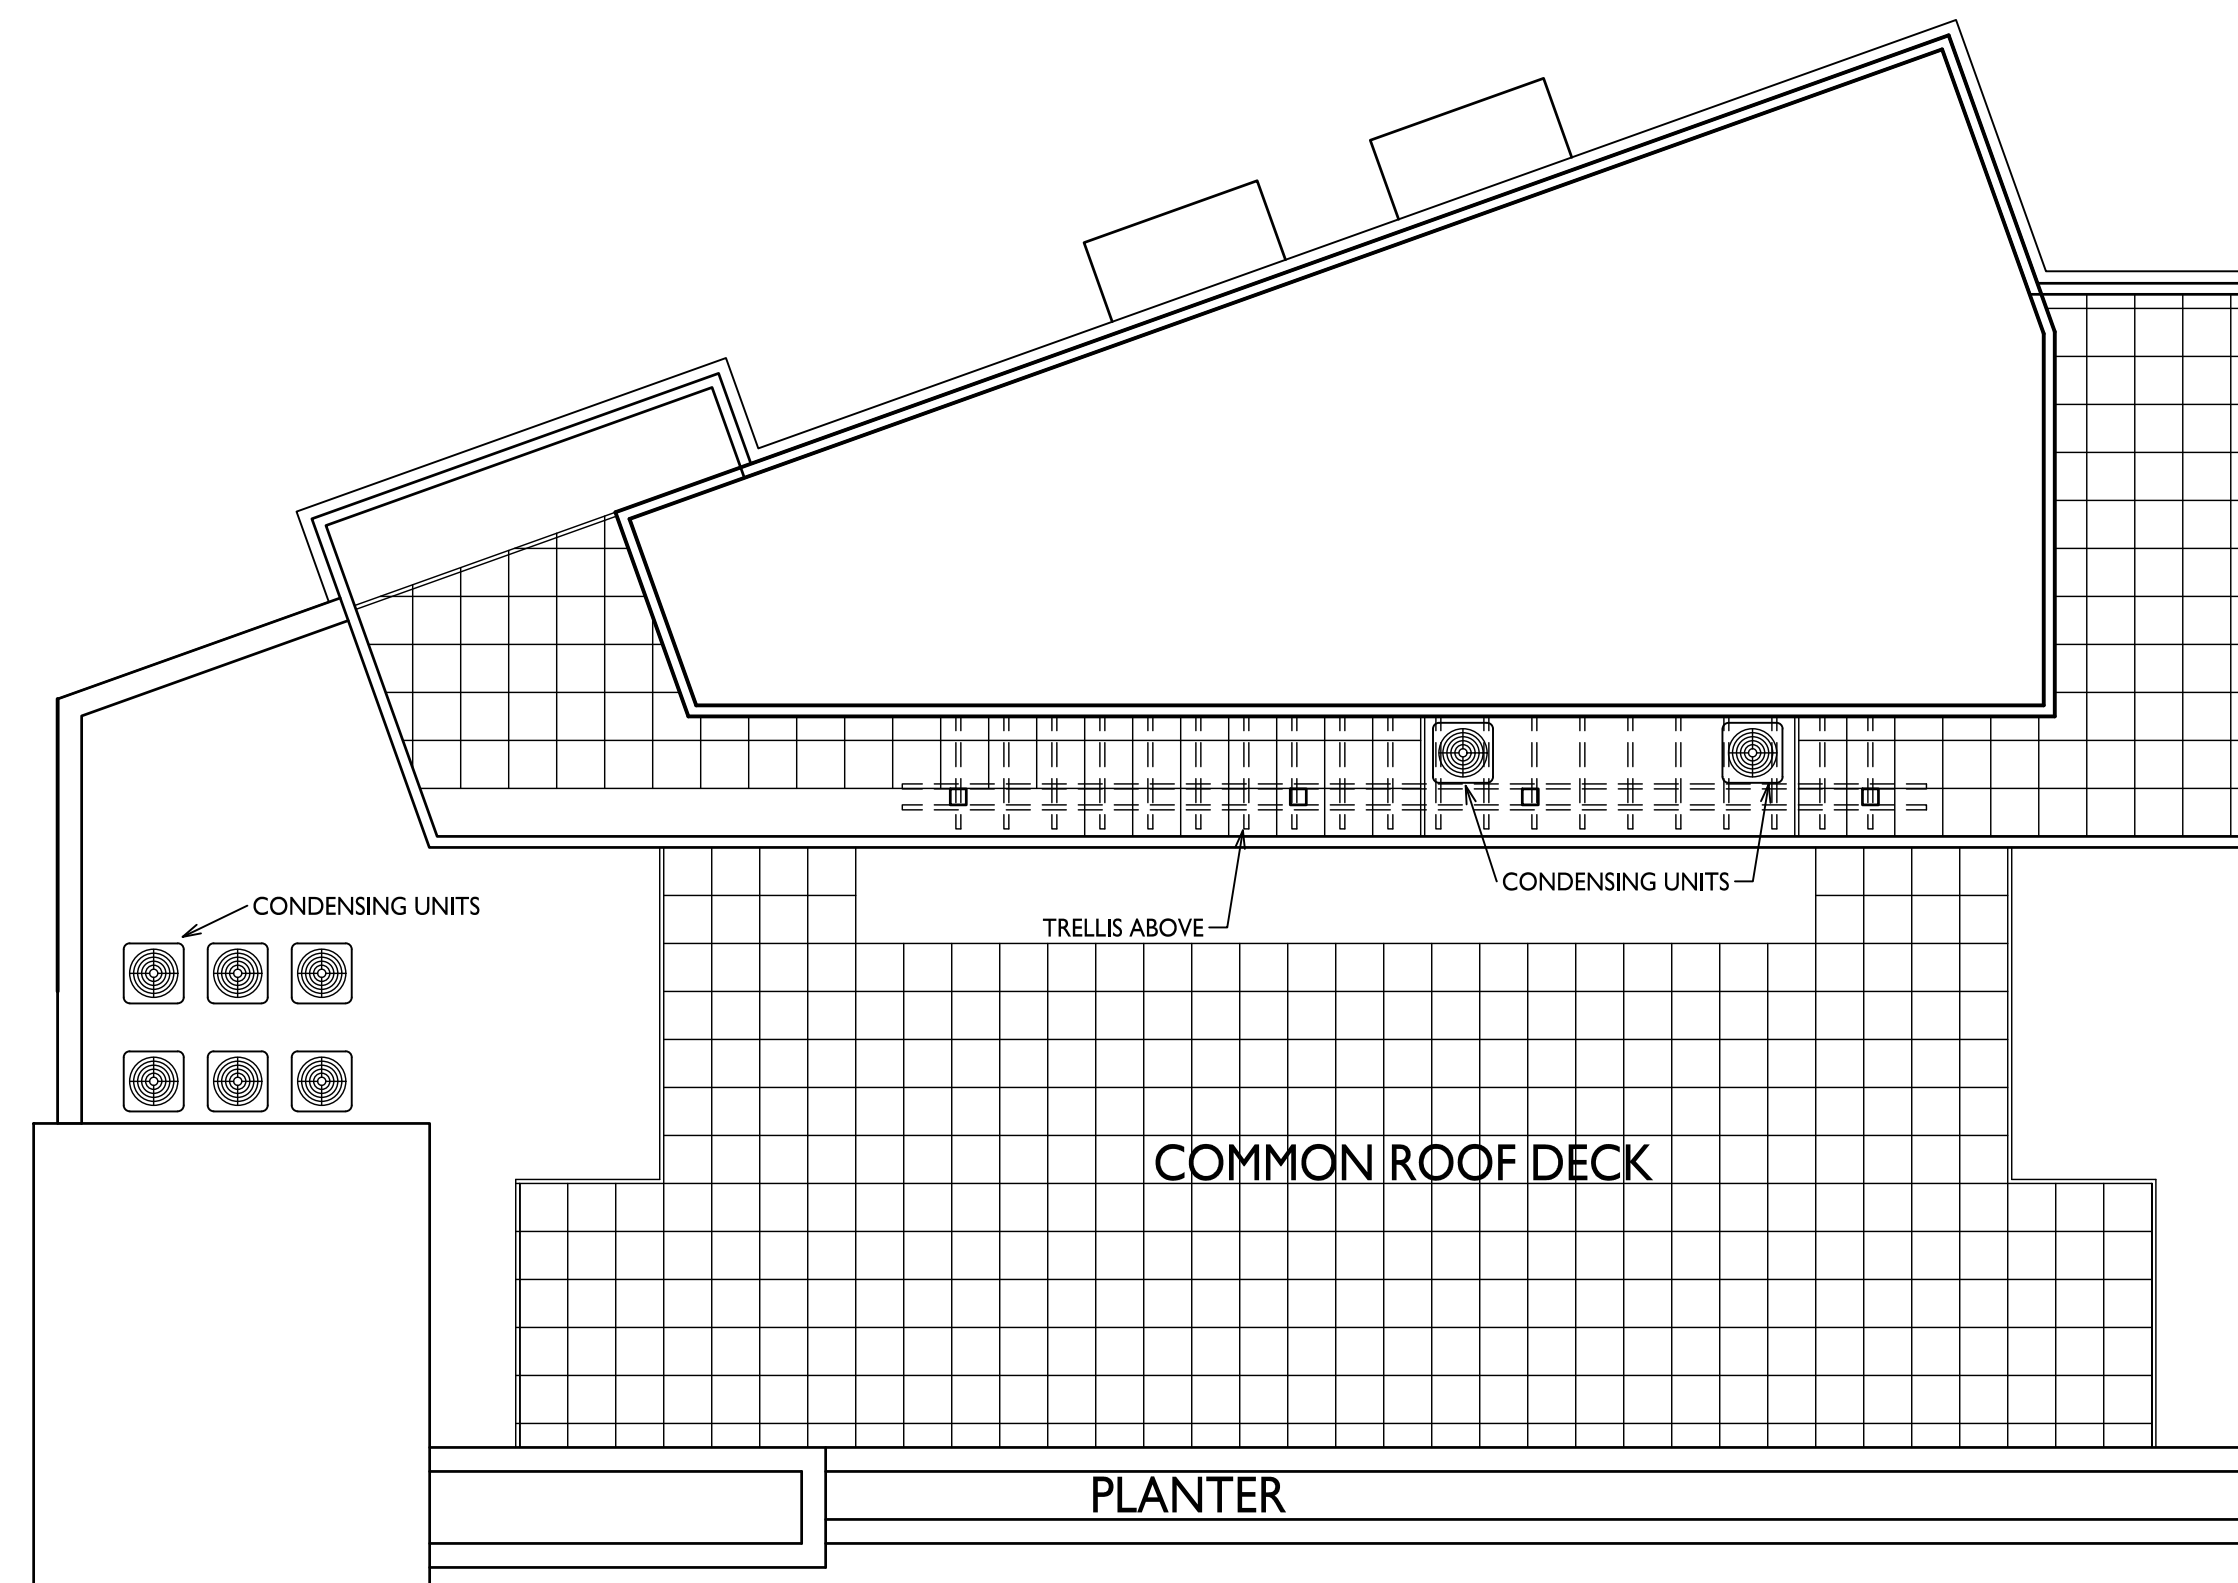 CONDENSING UNITS
CONDENSING UNITS
TRELLIS ABOVE
COMMON ROOF DECK
PLANTER